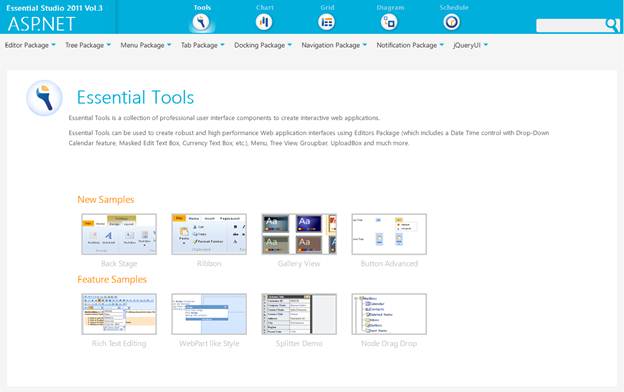 Essential Studio 2011 Vol.3
ASP.NET
Tools Chart Grid Diagram Schedule
Editor Package Tree Package Menu Package Tab Package Docking Package Navigation Package Notification Package jQueryUI
Essential Tools
Essential Tools is a collection of professional user interface components to create interactive web applications.
Essential Tools can be used to create robust and high performance Web application interfaces using Editors Package (which includes a Date Time control with Drop-Down
Calendar feature, Masked Edit Text Box, Currency Text Box, etc.), Menu, Tree View Groupbar, UploadBox and much more.
New Samples
Back Stage Ribbon Gallery View Button Advanced
Feature Samples
Rich Text Editing WebPart like Style Splitter Demo Node Drag Drop